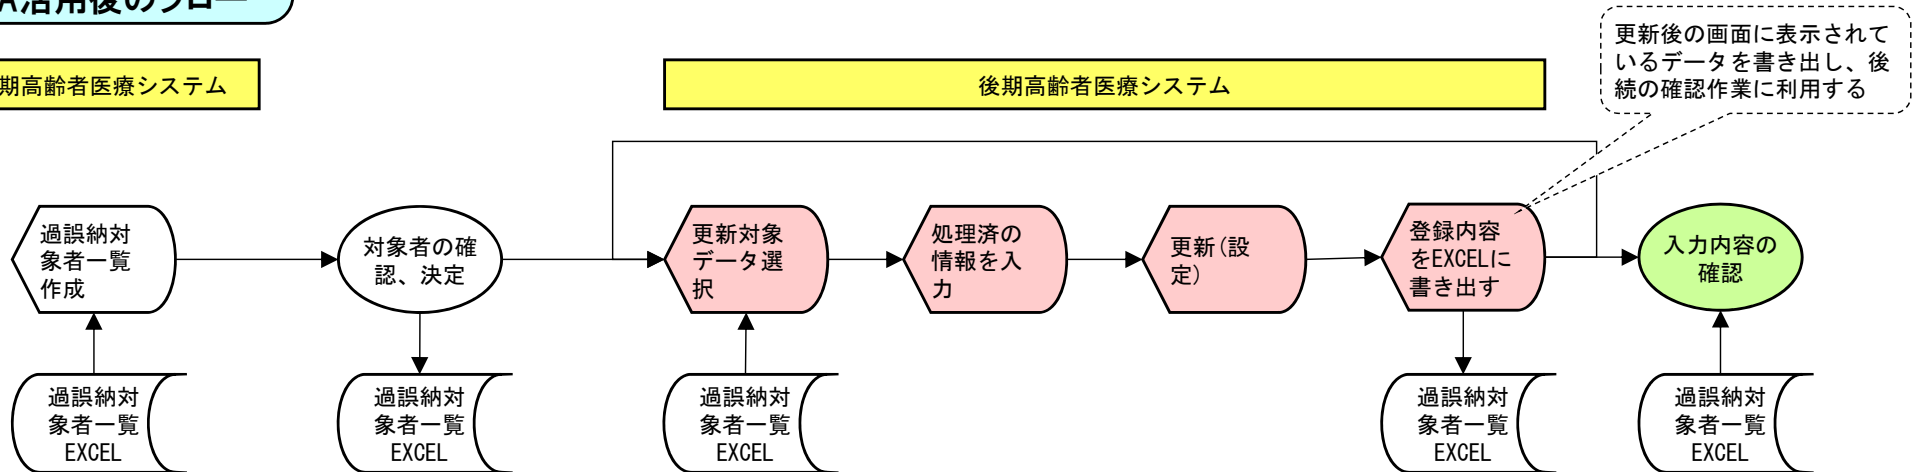 A活用後のフロー
期高齢者医療システム
後期高齢者医療システム
更新後の画面に表示されて
いるデータを書き出し、後
続の確認作業に利用する
過誤納対
象者一覧
作成
対象者の確
認、決定
更新対象
データ選
択
処理済の
情報を入
力
更新(設
定)
登録内容
をEXCELに
書き出す
入力内容の
確認
過誤納対
象者一覧
EXCEL
過誤納対
象者一覧
EXCEL
過誤納対
象者一覧
EXCEL
過誤納対
象者一覧
EXCEL
過誤納対
象者一覧
EXCEL